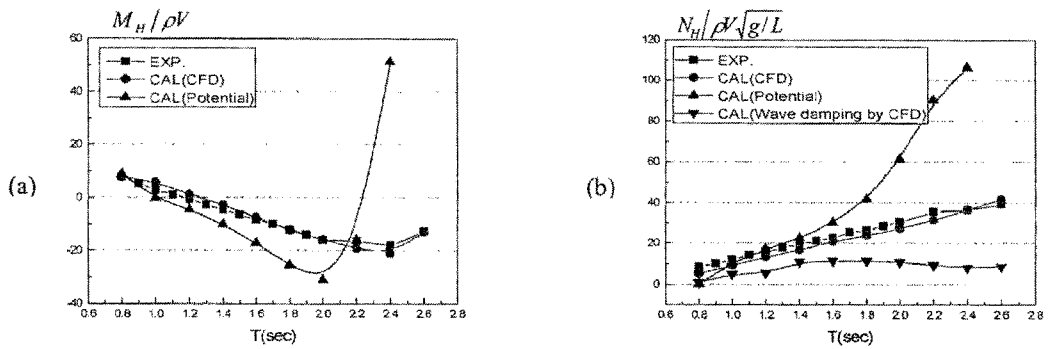 (a)
M_H/ρV
60
40
20
0
-20
-40
EXP.
CAL(CFD)
CAL(Potential)
0.6 0.8 1.0 1.2 1.4 1.6 1.8 2.0 2.2 2.4 2.6 2.8
T(sec)
(b)
N_H/ρV√g/L
120
100
80
60
40
20
0
EXP.
CAL(CFD)
CAL(Potential)
CAL(Wave damping by CFD)
0.6 0.8 1.0 1.2 1.4 1.6 1.8 2.0 2.2 2.4 2.6 2.8
T(sec)